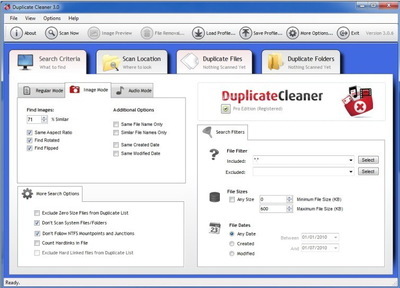 Duplicate Cleaner 3.0
File Options Help
About Scan Now Image Preview File Removal... Load Profile... Save Profile... More Options... Version 3.0.6
Search Criteria
What to find
Scan Location
Where to look
Duplicate Files
Nothing Scanned Yet
Duplicate Folders
Nothing Scanned Yet
Regular Mode Image Mode Audio Mode
Find Images:
71 % Similar
Same Aspect Ratio
Find Rotated
Find Flipped
Additional Options
Same File Name Only
Similar File Names Only
Same Created Date
Same Modified Date
More Search Options
Exclude Zero Size Files from Duplicate List
Don't Scan System Files/Folders
Don't Follow NTFS Mountpoints and Junctions
Count Hardlinks in File
Exclude Hard Linked Files from Duplicate List
DuplicateCleaner
Pro Edition (Registered)
Search Filters
File Filter
Included: *.* Select
Excluded: Select
File Sizes
Any Size 0 Minimum File Size (KB)
600 Maximum File Size (KB)
File Dates
Any Date
Created
Modified
Between 01/01/2010
And 01/07/2010
Ready.